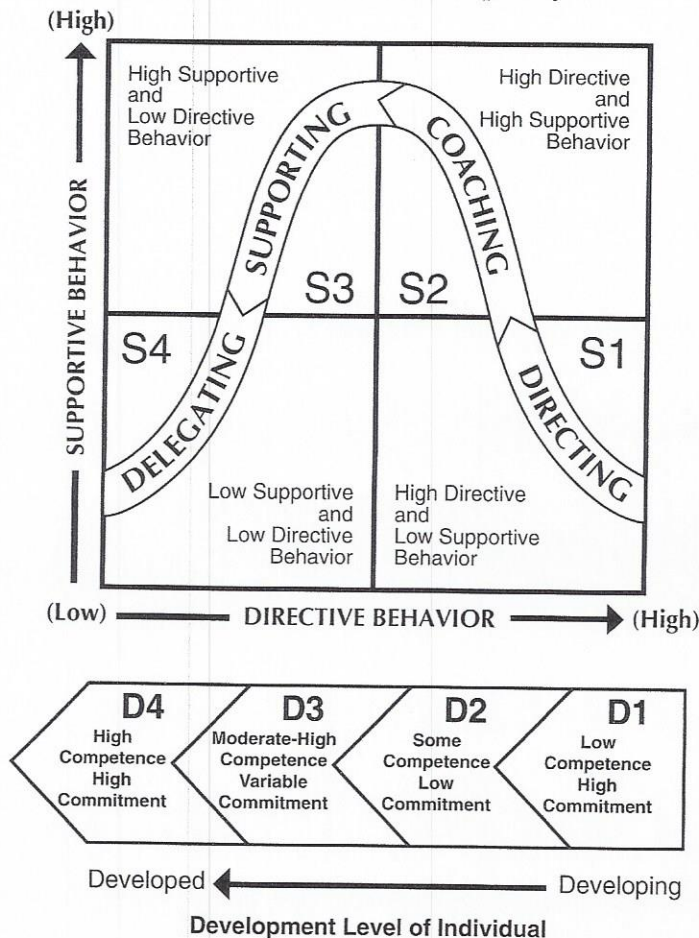 (High)
High Supportive
and
Low Directive
Behavior
High Directive
and
High Supportive
Behavior
SUPPORTING
COACHING
S3
S2
S4
S1
DELEGATING
DIRECTING
Low Supportive
and
Low Directive
Behavior
High Directive
and
Low Supportive
Behavior
SUPPORTIVE BEHAVIOR
(Low)
DIRECTIVE BEHAVIOR
(High)
D4
High
Competence
High
Commitment
D3
Moderate-High
Competence
Variable
Commitment
D2
Some
Competence
Low
Commitment
D1
Low
Competence
High
Commitment
Developed
Developing
Development Level of Individual